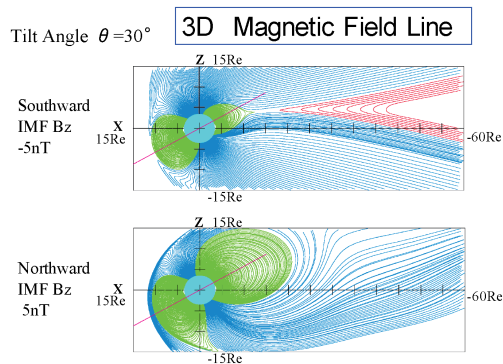 3D Magnetic Field Line
Tilt Angle θ =30°
Z 15Re
Southward
IMF Bz
-5nT
X
15Re
-60Re
-15Re
Z 15Re
Northward
IMF Bz
5nT
X
15Re
-60Re
-15Re